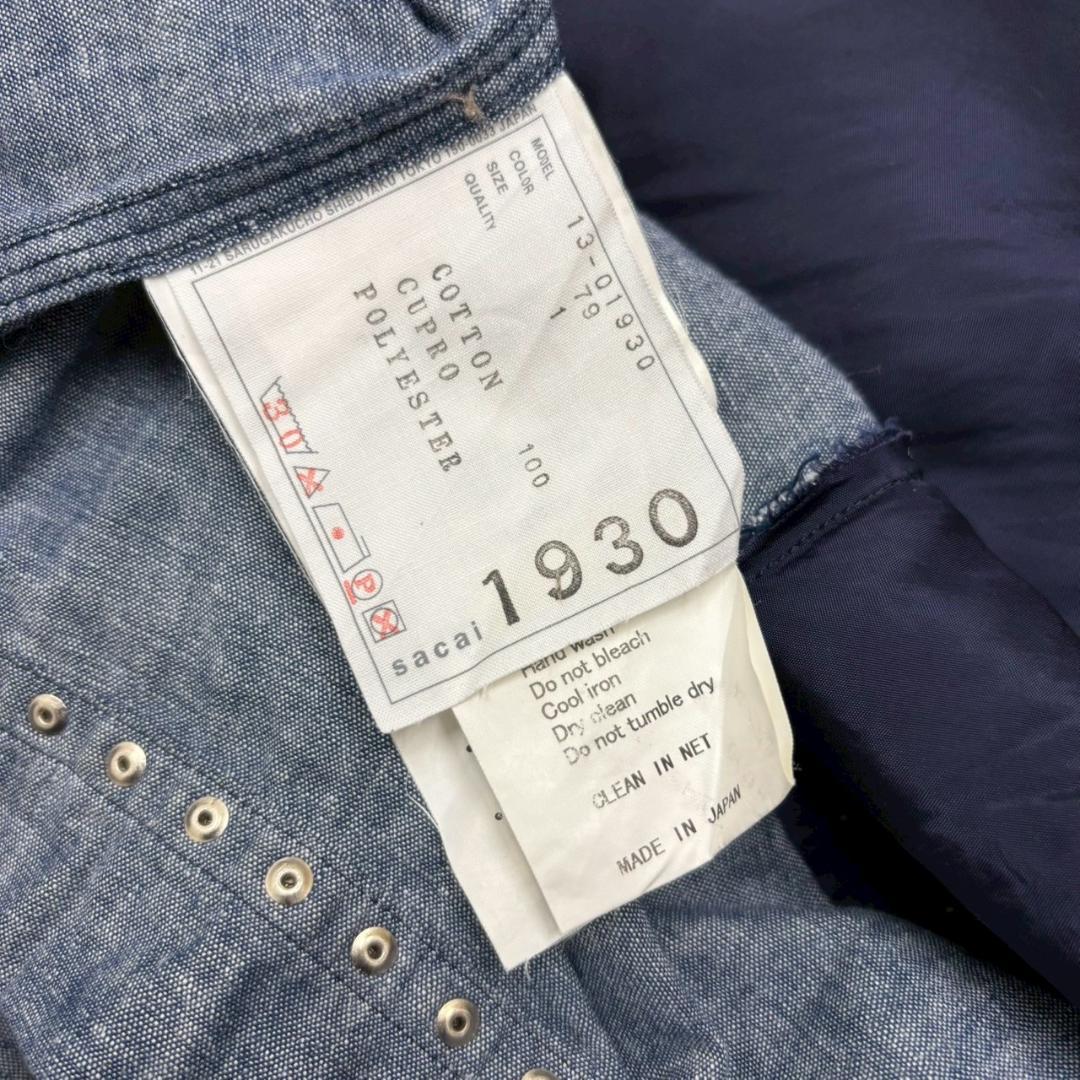 11-21 SARUGAKUCHO SHIBUYAKU TOKYO 150-0033 JAPAN
MODEL 13-01930
COLOR 79
SIZE 1
QUALITY
COTTON 100
CUPRO
POLYESTER
30
P
1930
sacai
Hand wash
Do not bleach
Cool iron
Dry clean
Do not tumble dry
CLEAN IN NET
MADE IN JAPAN